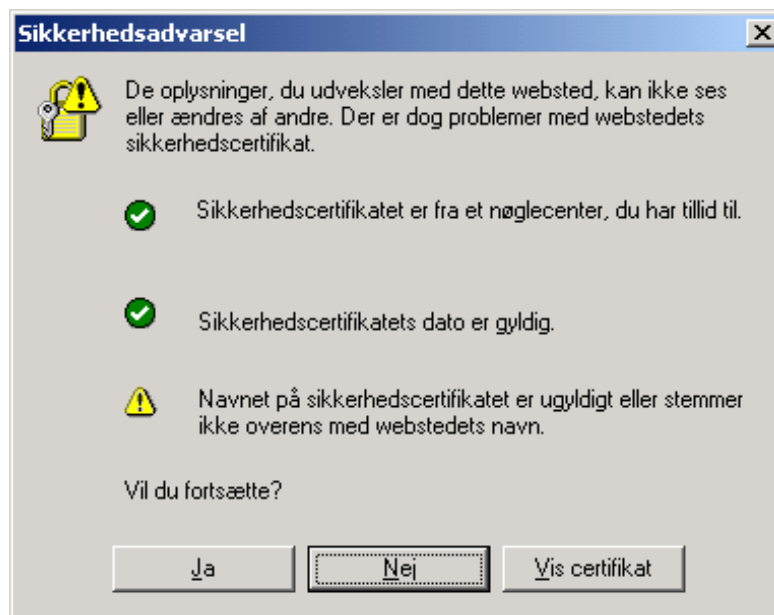 Sikkerhedsadvarsel
De oplysninger, du udveksler med dette websted, kan ikke ses
eller ændres af andre. Der er dog problemer med webstedets
sikkerhedscertifikat.
Sikkerhedscertifikatet er fra et nøglecenter, du har tillid til.
Sikkerhedscertifikatets dato er gyldig.
Navnet på sikkerhedscertifikatet er ugyldigt eller stemmer
ikke overens med webstedets navn.
Vil du fortsætte?
Ja Nej Vis certifikat